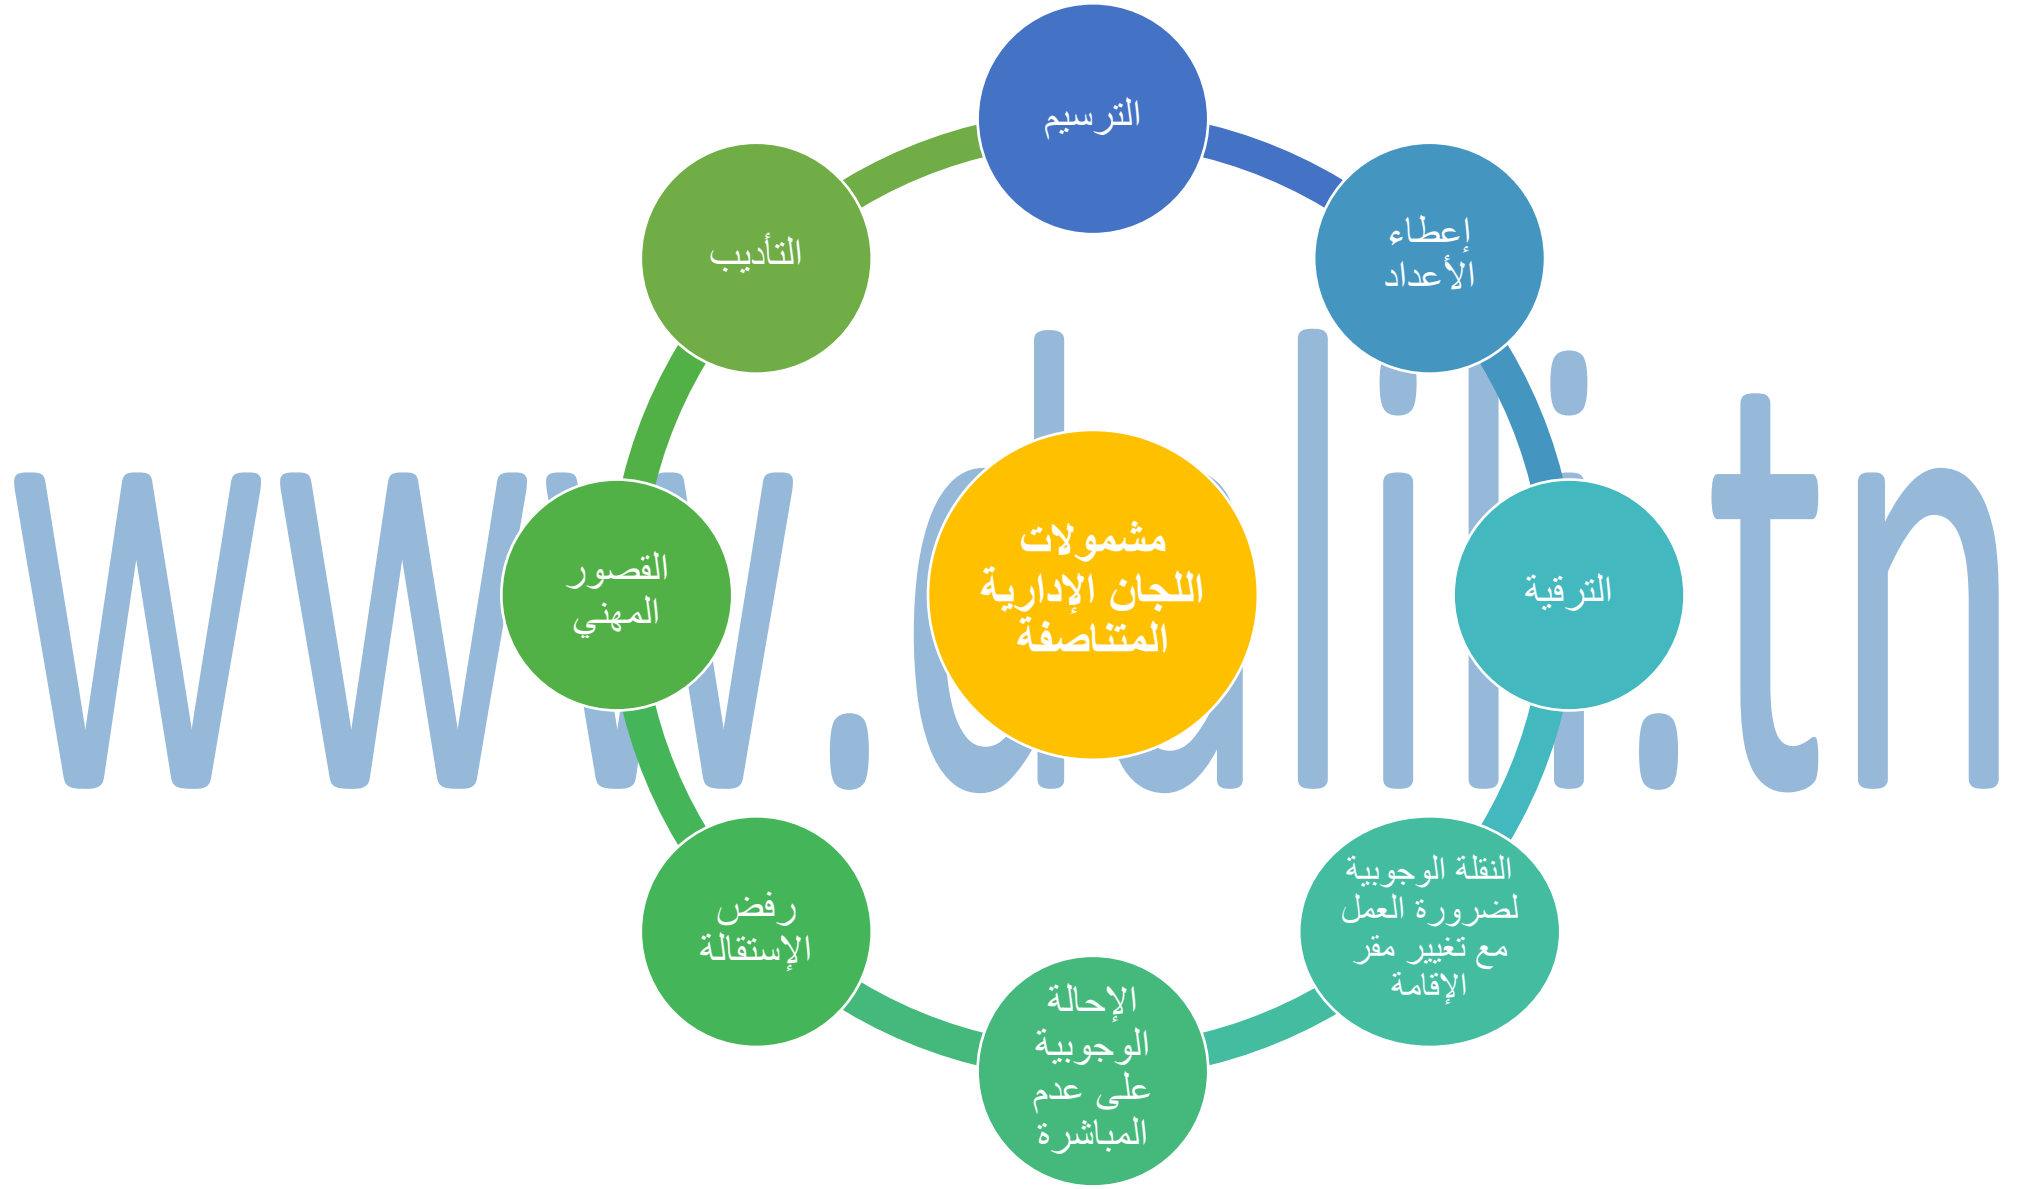 الترسيم
إعطاء
الأعداد
الترقية
النقلة الوجوبية
لضرورة العمل
مع تغيير مقر
الإقامة
الإحالة
الوجوبية
على عدم
المباشرة
رفض
الإستقالة
القصور
المهني
التأديب
مشمولات
اللجان الإدارية
المتناصفة
www.dalili.tn